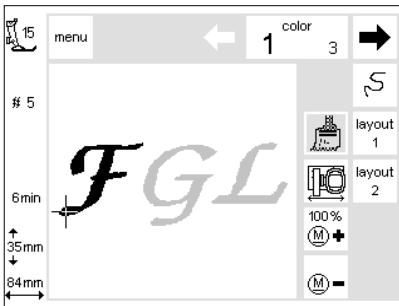 15
menu
color
1 3
# 5
layout
1
layout
2
FGL
6min
100%
M +
35mm
M -
84mm